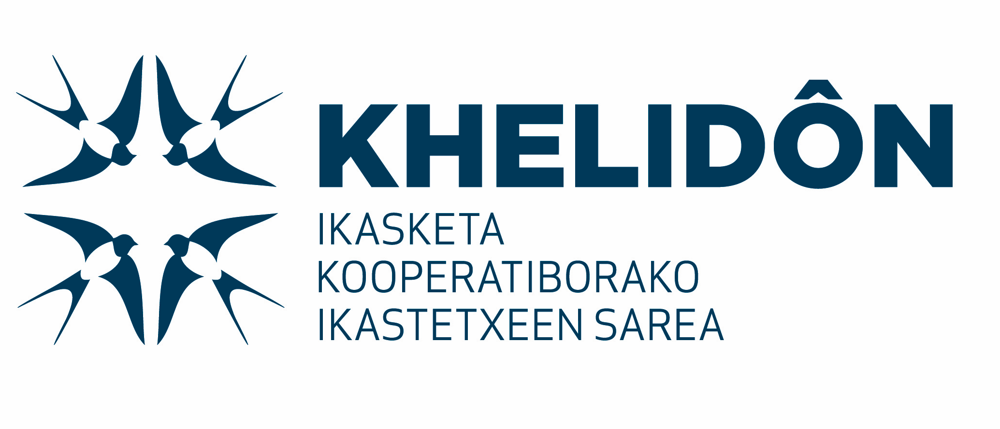 KHELIDÔN
IKASKETA
KOOPERATIBORAKO
IKASTETXEEN SAREA